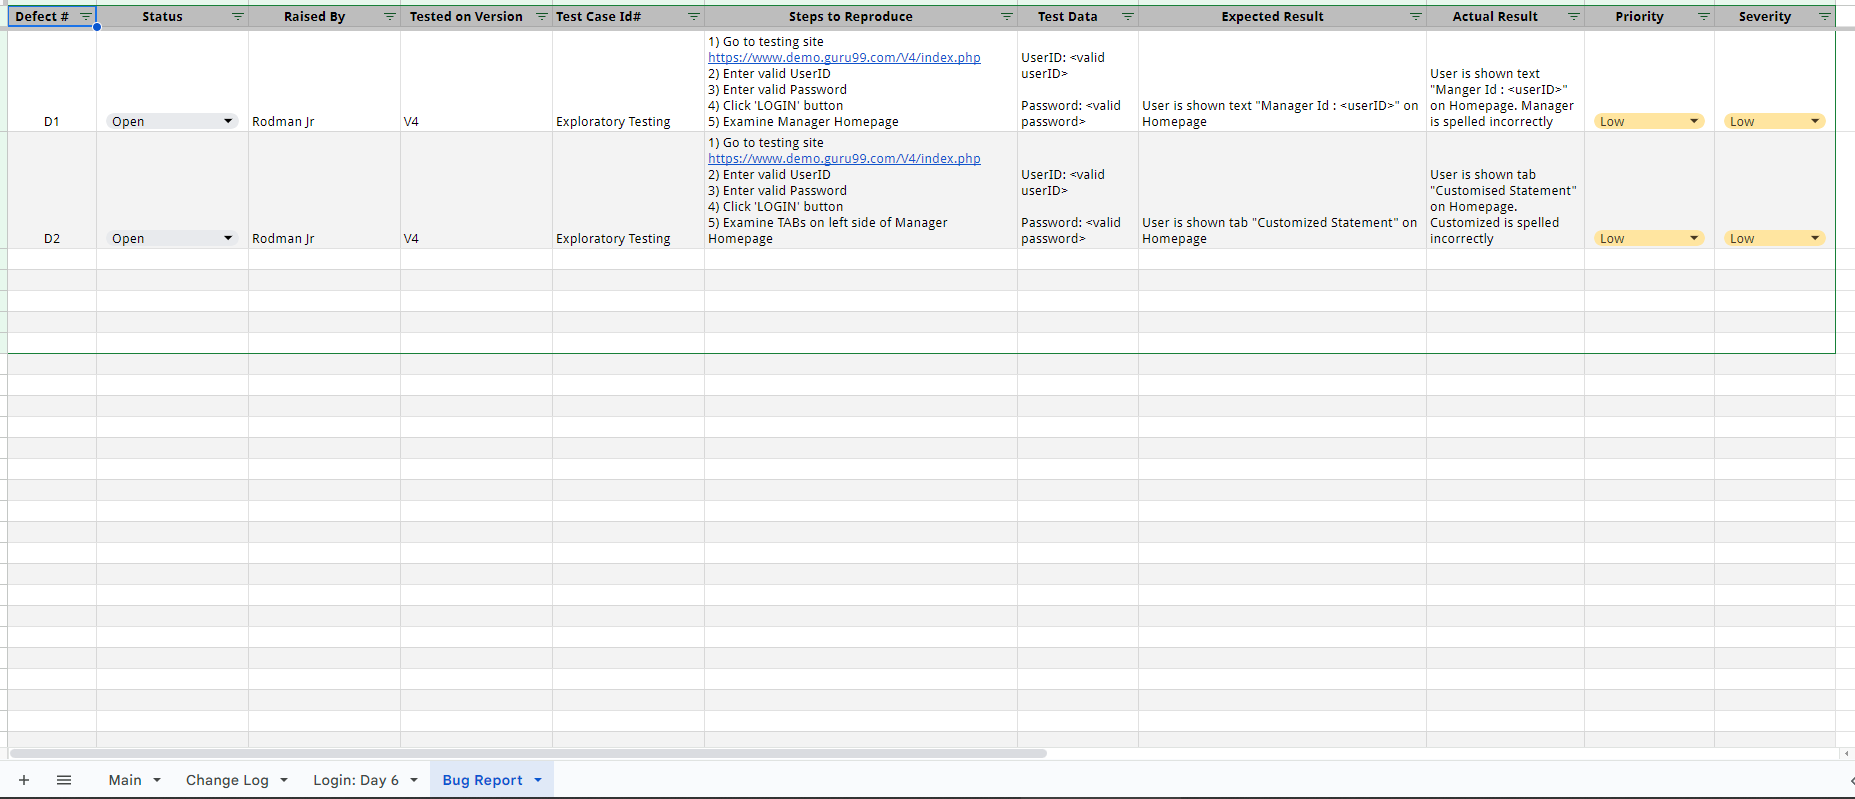 Defect #
Status
Raised By
Tested on Version
Test Case Id#
Steps to Reproduce
Test Data
Expected Result
Actual Result
Priority
Severity
D1
Open
Rodman Jr
V4
Exploratory Testing
1) Go to testing site
https://www.demo.guru99.com/V4/index.php
2) Enter valid UserID
3) Enter valid Password
4) Click 'LOGIN' button
5) Examine Manager Homepage
UserID: <valid
userID>
Password: <valid
password>
User is shown text "Manager Id : <userID>" on
Homepage
User is shown text
"Manger Id : <userID>"
on Homepage. Manager
is spelled incorrectly
Low
Low
D2
Open
Rodman Jr
V4
Exploratory Testing
1) Go to testing site
https://www.demo.guru99.com/V4/index.php
2) Enter valid UserID
3) Enter valid Password
4) Click 'LOGIN' button
5) Examine TABs on left side of Manager
Homepage
UserID: <valid
userID>
Password: <valid
password>
User is shown tab "Customized Statement" on
Homepage
User is shown tab
"Customised Statement"
on Homepage.
Customized is spelled
incorrectly
Low
Low
Main
Change Log
Login: Day 6
Bug Report